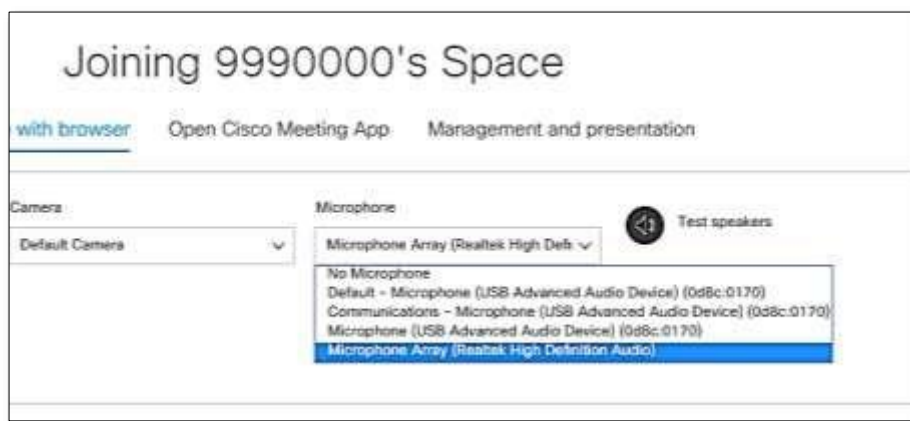 Joining 9990000's Space
with browser Open Cisco Meeting App Management and presentation
Camera Microphone
Test speakers
Default Camera Microphone Array (Realtek High Defi
No Microphone
Default - Microphone (USB Advanced Audio Device) (0d8c:0170)
Communications - Microphone (USB Advanced Audio Device) (0d8c:0170)
Microphone (USB Advanced Audio Device) (0d8c:0170)
Microphone Array (Realtek High Definition Audio)